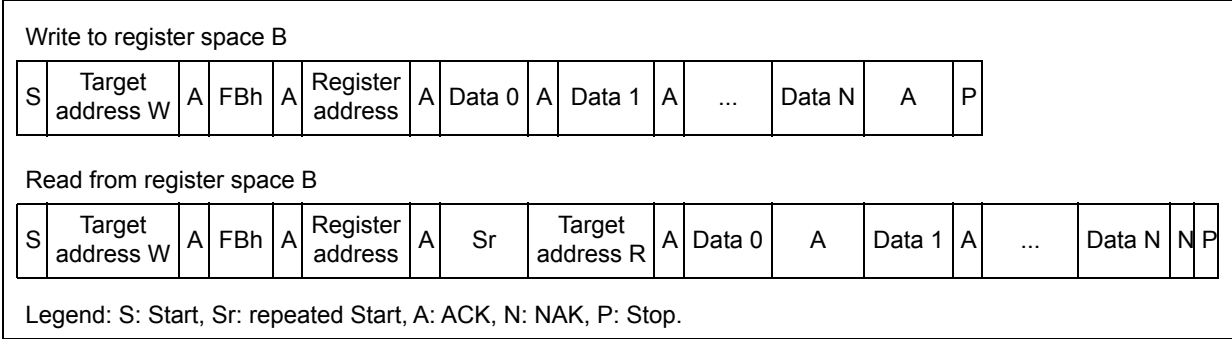 Write to register space B
S Target address W A FBh A Register address A Data 0 A Data 1 A ... Data N A P
Read from register space B
S Target address W A FBh A Register address A Sr Target address R A Data 0 A Data 1 A ... Data N N P
Legend: S: Start, Sr: repeated Start, A: ACK, N: NAK, P: Stop.